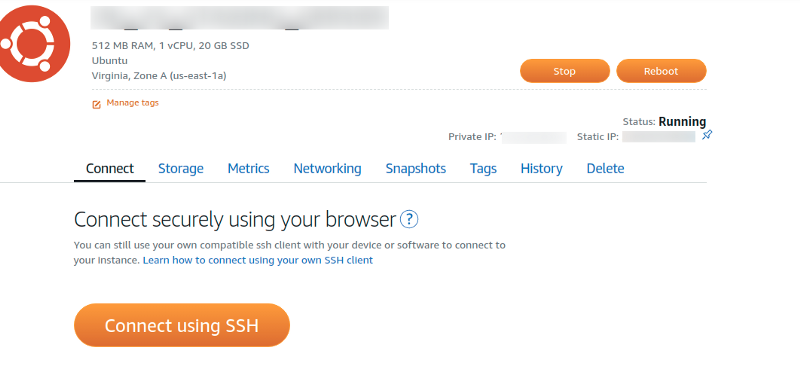 512 MB RAM, 1 vCPU, 20 GB SSD
Ubuntu
Virginia, Zone A (us-east-1a)
Stop
Reboot
Manage tags
Status: Running
Private IP:
Static IP:
Connect
Storage
Metrics
Networking
Snapshots
Tags
History
Delete
Connect securely using your browser ?
You can still use your own compatible ssh client with your device or software to connect to
your instance. Learn how to connect using your own SSH client
Connect using SSH